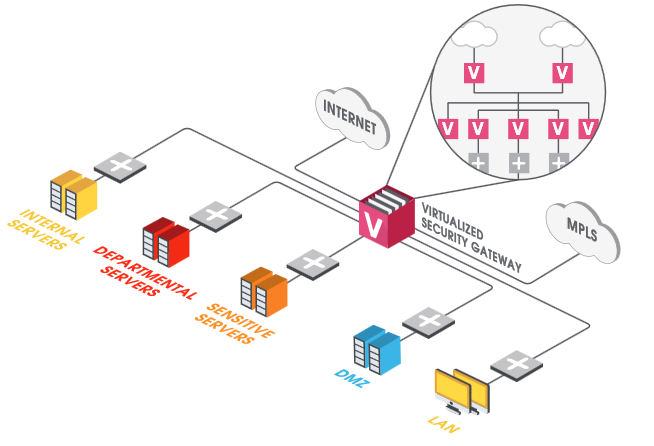 V
V
INTERNET
V
V
V
V
V
V
VIRTUALIZED
SECURITY GATEWAY
MPLS
INTERNAL
SERVERS
DEPARTMENTAL
SERVERS
SENSITIVE
SERVERS
DMZ
LAN